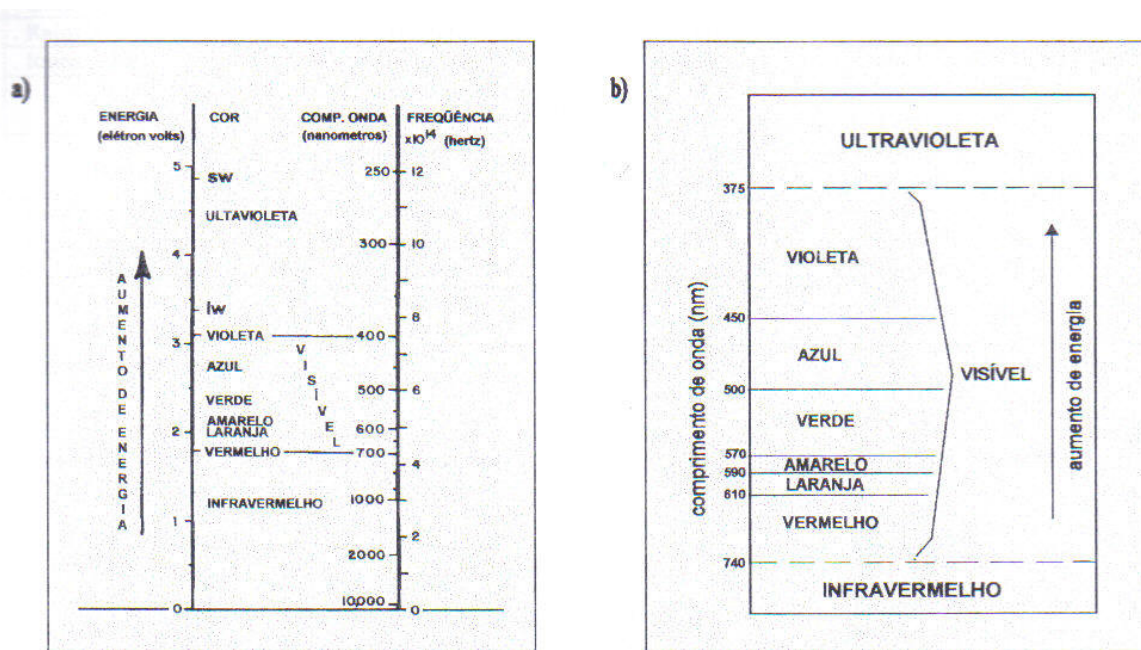 a)
ENERGIA
(elétron volts)
COR
COMP. ONDA
(nanometros)
FREQÜÊNCIA
x10¹⁴ (hertz)
5
SW
250
12
ULTAVIOLETA
4
300
10
lw
8
VIOLETA
400
3
AZUL
500
6
VERDE
AMARELO
600
2
LARANJA
VERMELHO
700
4
INFRAVERMELHO
1000
1
2
2000
10,000
0
0
VISÍVEL
AUMENTO DE ENERGIA
b)
ULTRAVIOLETA
375
VIOLETA
450
AZUL
VISÍVEL
500
VERDE
570
AMARELO
590
LARANJA
610
VERMELHO
740
INFRAVERMELHO
comprimento de onda (nm)
aumento de energia